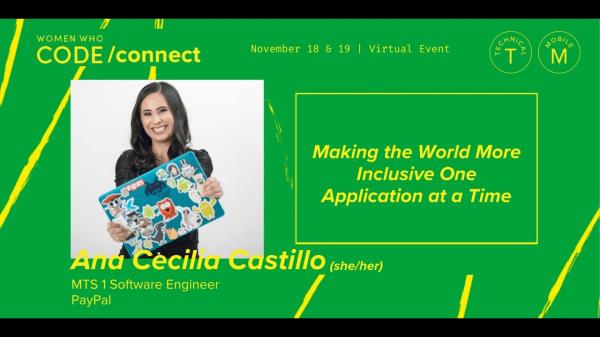 WOMEN WHO
CODE/connect
November 18 & 19 | Virtual Event
TECHNICAL
T
MOBILE
M
Making the World More
Inclusive One
Application at a Time
Ana Cecilia Castillo (she/her)
MTS 1 Software Engineer
PayPal